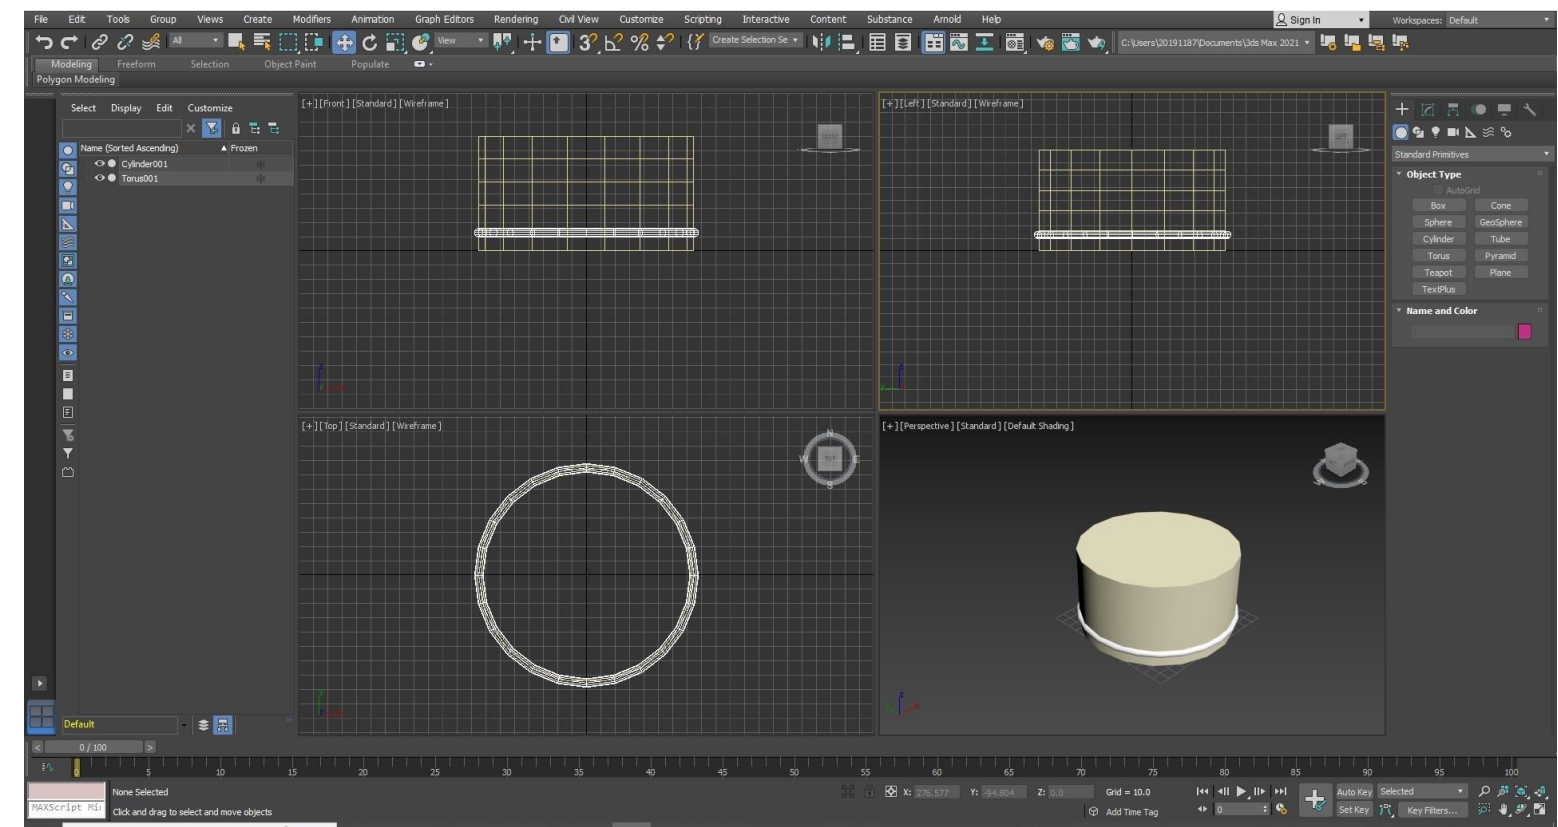 File Edit Tools Group Views Create Modifiers Animation Graph Editors Rendering Civil View Customize Scripting Interactive Content Substance Arnold Help Sign In Workspaces: Default
All View Create Selection Se C:\Users\20191187\Documents\3ds Max 2021
Modeling Freeform Selection Object Paint Populate
Polygon Modeling
Select Display Edit Customize
Name (Sorted Ascending) Frozen
Cylinder001
Torus001
Default
[+] [Front] [Standard] [Wireframe]
FRONT
[+] [Left] [Standard] [Wireframe]
LEFT
[+] [Top] [Standard] [Wireframe]
N
W TOP E
S
[+] [Perspective] [Standard] [Default Shading]
Standard Primitives
Object Type
AutoGrid
Box Cone
Sphere GeoSphere
Cylinder Tube
Torus Pyramid
Teapot Plane
TextPlus
Name and Color
< 0 / 100 >
0 5 10 15 20 25 30 35 40 45 50 55 60 65 70 75 80 85 90 95 100
None Selected X: 276.577 Y: -94.804 Z: 0.0 Grid = 10.0 Auto Key Selected
MAXScript Mi Click and drag to select and move objects Add Time Tag 0 Set Key Key Filters...